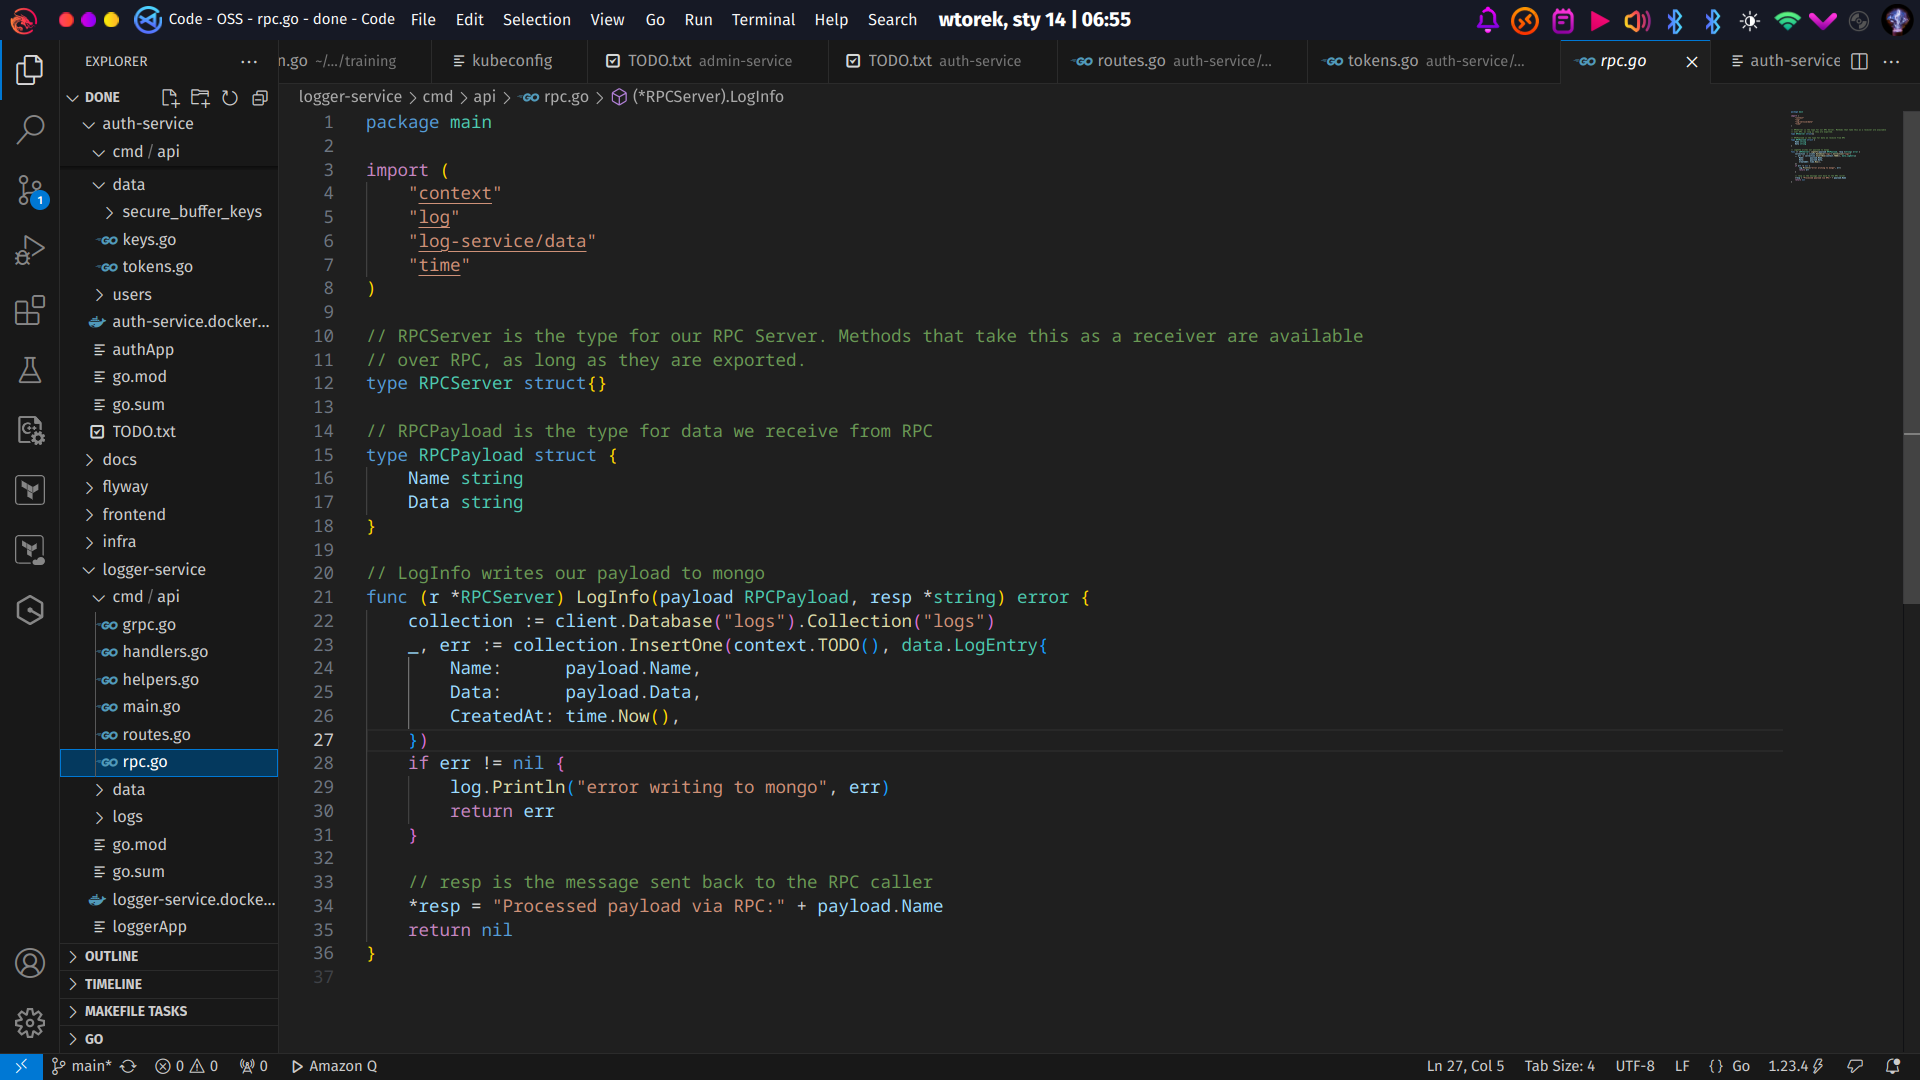 Code - OSS - rpc.go - done - Code File Edit Selection View Go Run Terminal Help Search wtorek, sty 14 | 06:55
EXPLORER
n.go ~/.../training kubeconfig TODO.txt admin-service TODO.txt auth-service routes.go auth-service/... tokens.go auth-service/... rpc.go auth-service
logger-service > cmd > api > rpc.go > (*RPCServer).LogInfo
DONE
auth-service
cmd / api
data
secure_buffer_keys
keys.go
tokens.go
users
auth-service.docker...
authApp
go.mod
go.sum
TODO.txt
docs
flyway
frontend
infra
logger-service
cmd / api
grpc.go
handlers.go
helpers.go
main.go
routes.go
rpc.go
data
logs
go.mod
go.sum
logger-service.docke...
loggerApp
OUTLINE
TIMELINE
MAKEFILE TASKS
GO
1
1 package main
2
3 import (
4 "context"
5 "log"
6 "log-service/data"
7 "time"
8 )
9
10 // RPCServer is the type for our RPC Server. Methods that take this as a receiver are available
11 // over RPC, as long as they are exported.
12 type RPCServer struct{}
13
14 // RPCPayload is the type for data we receive from RPC
15 type RPCPayload struct {
16 Name string
17 Data string
18 }
19
20 // LogInfo writes our payload to mongo
21 func (r *RPCServer) LogInfo(payload RPCPayload, resp *string) error {
22 collection := client.Database("logs").Collection("logs")
23 _, err := collection.InsertOne(context.TODO(), data.LogEntry{
24 Name: payload.Name,
25 Data: payload.Data,
26 CreatedAt: time.Now(),
27 })
28 if err != nil {
29 log.Println("error writing to mongo", err)
30 return err
31 }
32
33 // resp is the message sent back to the RPC caller
34 *resp = "Processed payload via RPC:" + payload.Name
35 return nil
36 }
37
main* 0 0 0 Amazon Q Ln 27, Col 5 Tab Size: 4 UTF-8 LF {} Go 1.23.4